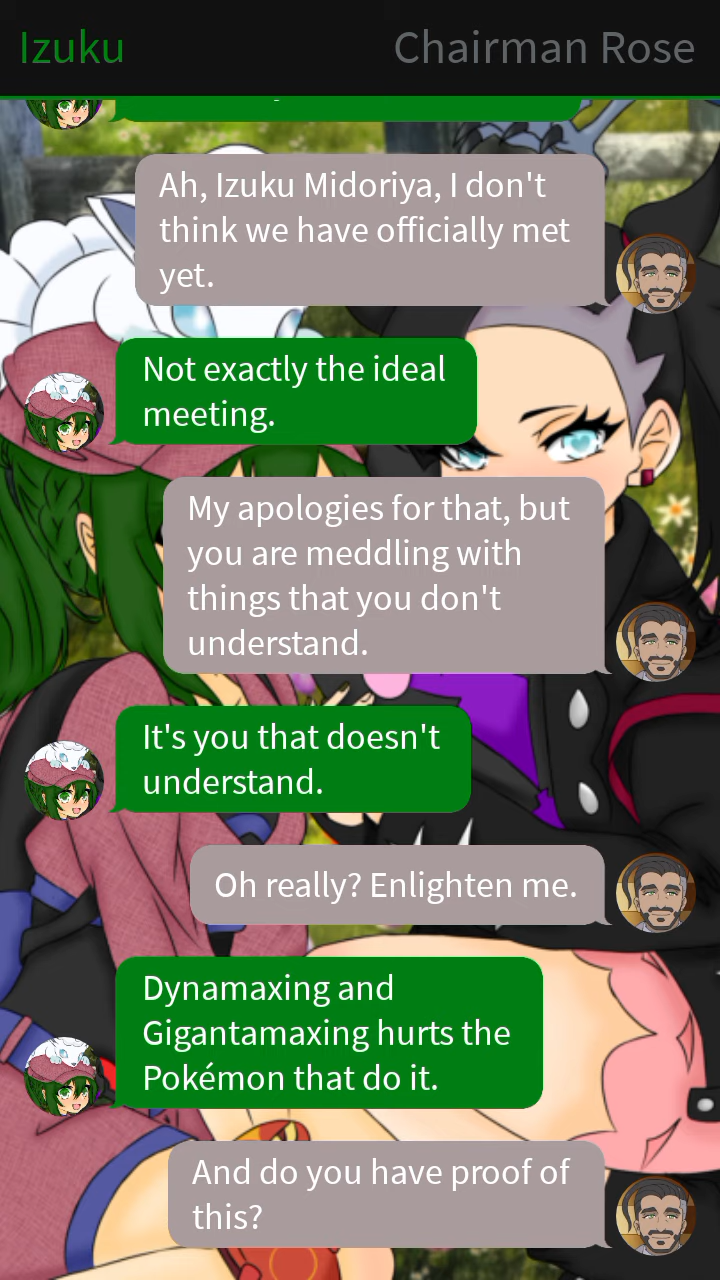 Izuku
Chairman Rose
Ah, Izuku Midoriya, I don't
think we have officially met
yet.
Not exactly the ideal
meeting.
My apologies for that, but
you are meddling with
things that you don't
understand.
It's you that doesn't
understand.
Oh really? Enlighten me.
Dynamaxing and
Gigantamaxing hurts the
Pokémon that do it.
And do you have proof of
this?